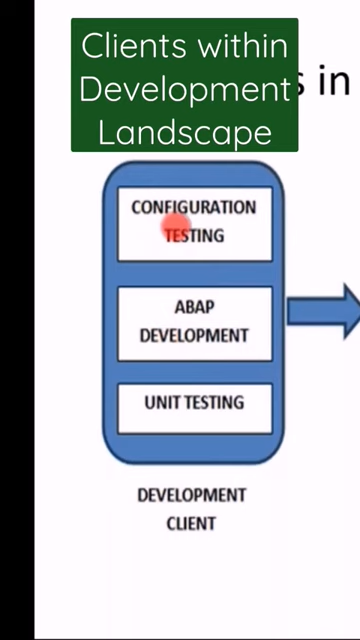 Clients within
Development
Landscape
in
CONFIGURATION
TESTING
ABAP
DEVELOPMENT
UNIT TESTING
DEVELOPMENT
CLIENT